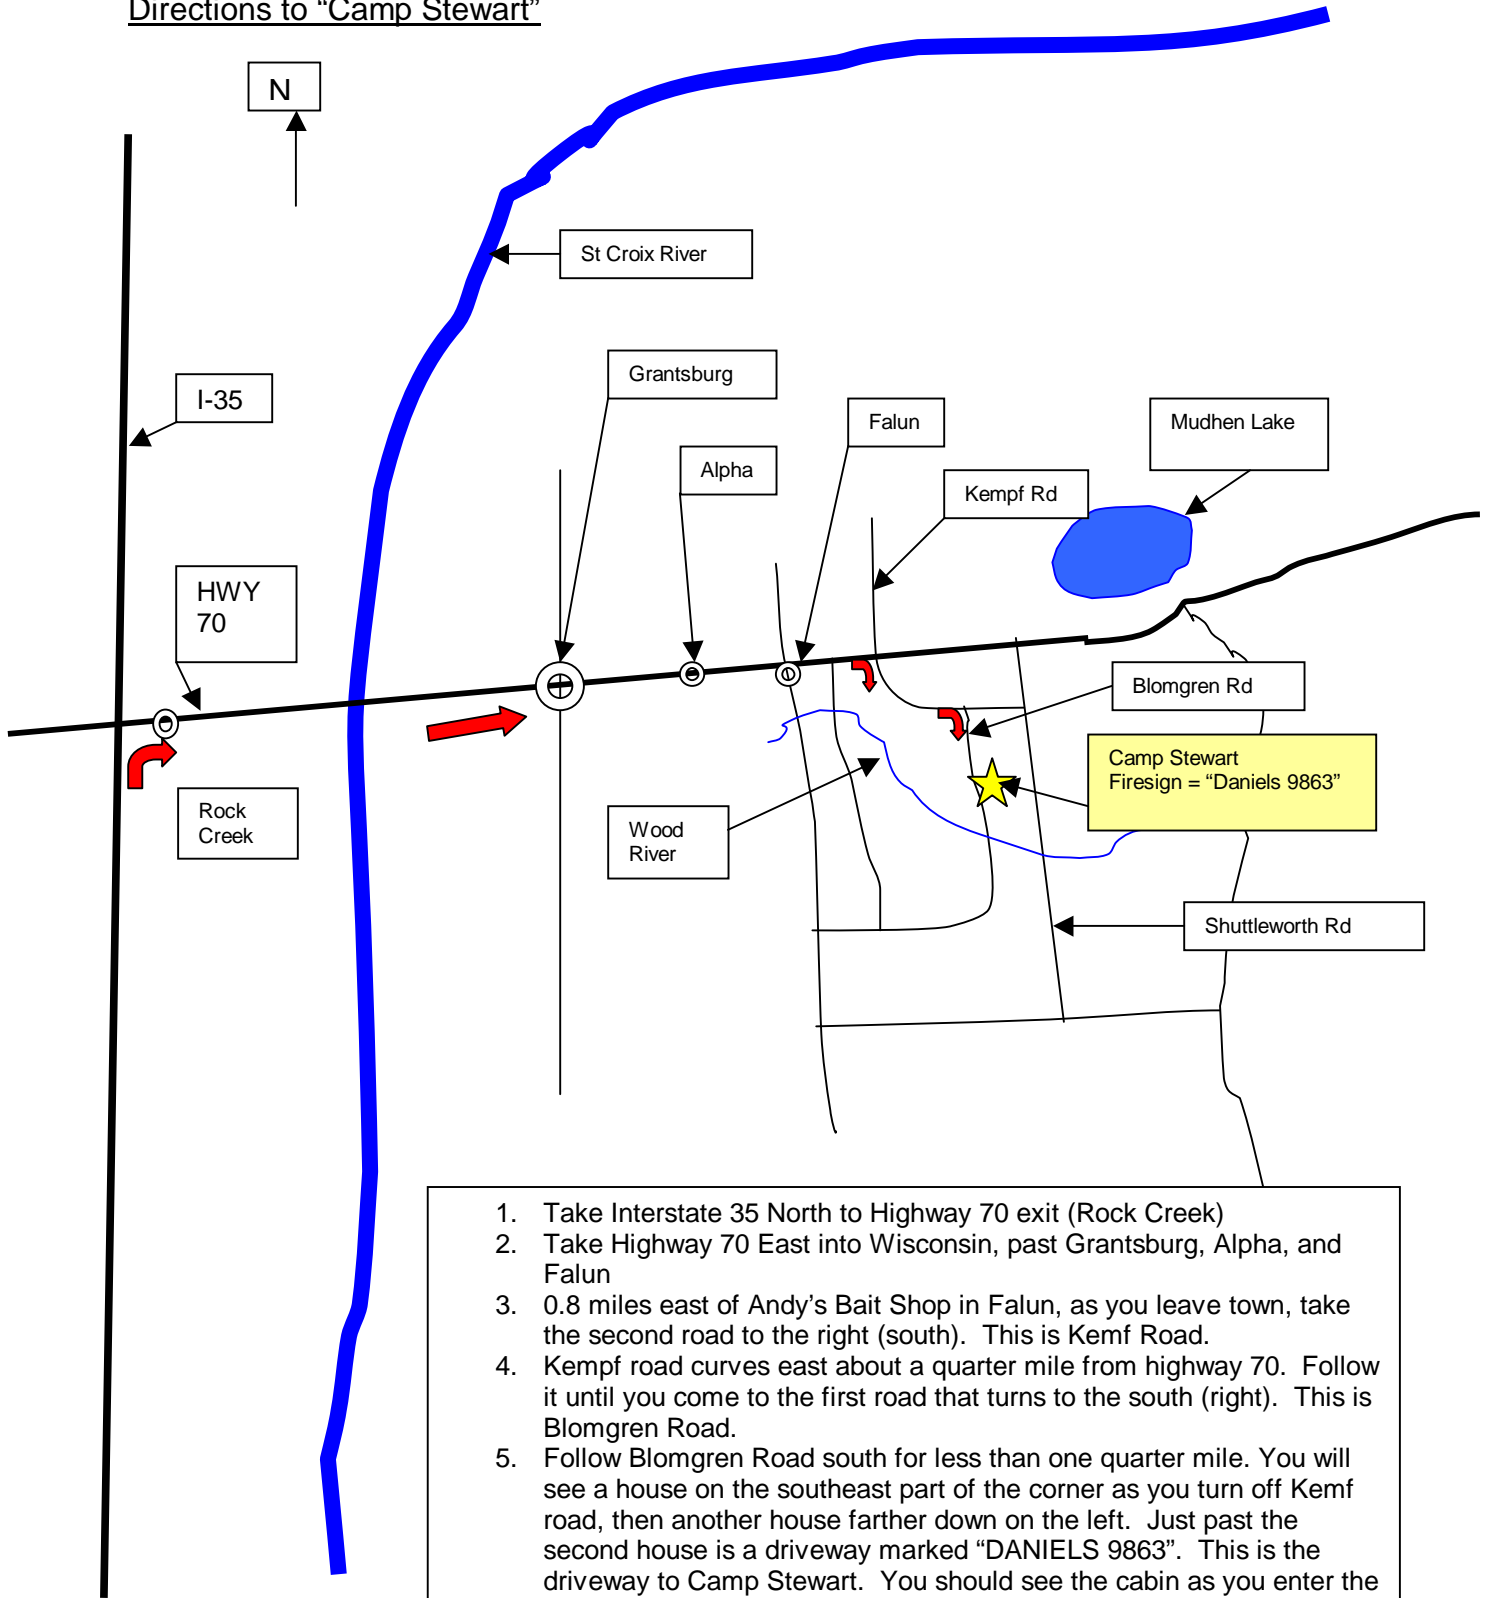 Directions to “Camp Stewart”
N
St Croix River
Grantsburg
I-35
Falun
Mudhen Lake
Alpha
Kempf Rd
HWY
70
Blomgren Rd
Camp Stewart
Firesign = “Daniels 9863”
Rock
Creek
Wood
River
Shuttleworth Rd
1. Take Interstate 35 North to Highway 70 exit (Rock Creek)
2. Take Highway 70 East into Wisconsin, past Grantsburg, Alpha, and
Falun
3. 0.8 miles east of Andy’s Bait Shop in Falun, as you leave town, take
the second road to the right (south). This is Kemf Road.
4. Kempf road curves east about a quarter mile from highway 70. Follow
it until you come to the first road that turns to the south (right). This is
Blomgren Road.
5. Follow Blomgren Road south for less than one quarter mile. You will
see a house on the southeast part of the corner as you turn off Kemf
road, then another house farther down on the left. Just past the
second house is a driveway marked “DANIELS 9863”. This is the
driveway to Camp Stewart. You should see the cabin as you enter the